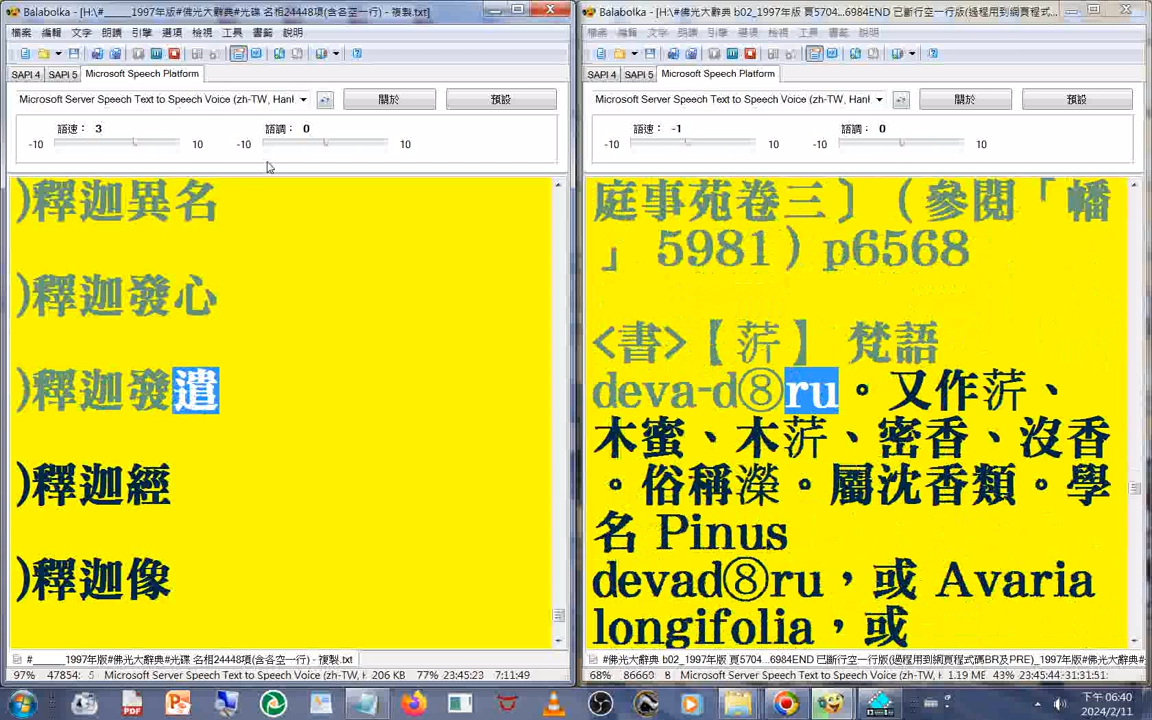 Balabolka - [H:\#_____1997年版#佛光大辭典#光碟 名相24448項(含各空一行) - 複製.txt]
檔案 編輯 文字 朗讀 引擎 選項 檢視 工具 書籤 說明
SAPI 4 SAPI 5 Microsoft Speech Platform
Microsoft Server Speech Text to Speech Voice (zh-TW, Hanl
關於 預設
語速： 3 語調： 0
-10 10 -10 10
)釋迦異名
)釋迦發心
)釋迦發遣
)釋迦經
)釋迦像
#_____1997年版#佛光大辭典#光碟 名相24448項(含各空一行) - 複製.txt
97% 47854: 5 Microsoft Server Speech Text to Speech Voice (zh-TW, H 206 KB 77% 23:45:23 7:11:49
Balabolka - [H:\#佛光大辭典 b02_1997年版 頁5704...6984END 已斷行空一行版(過程用到網頁程式...
檔案 編輯 文字 朗讀 引擎 選項 檢視 工具 書籤 說明
SAPI 4 SAPI 5 Microsoft Speech Platform
Microsoft Server Speech Text to Speech Voice (zh-TW, Hanl
關於 預設
語速： -1 語調： 0
-10 10 -10 10
庭事苑卷三〕（參閱「幡
」 5981）p6568
<書>【䓅】 梵語
deva-d⑧ru。又作䓅、
木蜜、木䓅、密香、沒香
。俗稱濴。屬沈香類。學
名 Pinus
devad⑧ru，或 Avaria
longifolia，或
#佛光大辭典 b02_1997年版 頁5704...6984END 已斷行空一行版(過程用到網頁程式碼BR及PRE)_1997年版#佛光大辭典#
68% 86660 8 Microsoft Server Speech Text to Speech Voice (zh-TW, H 1.19 MB 43% 23:45:44-31:31:51:
下午 06:40
2024/2/11